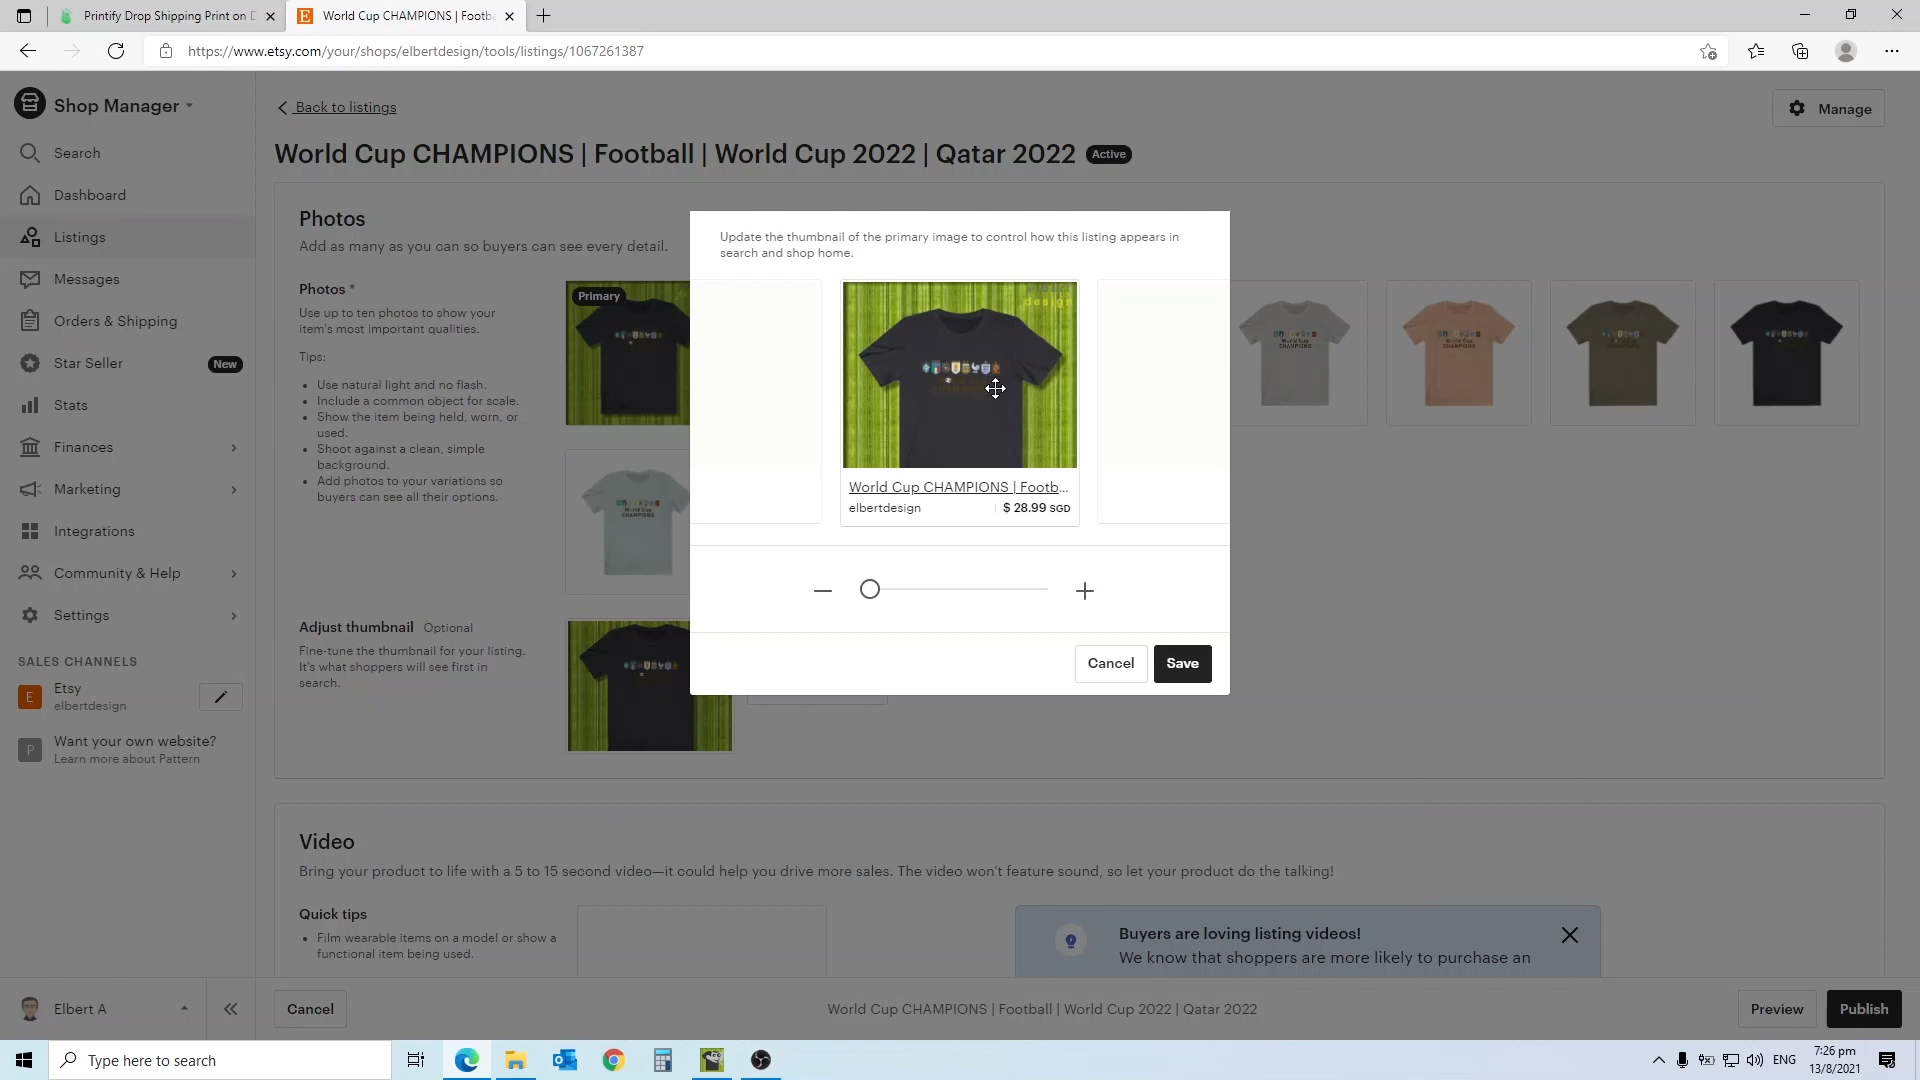 Printify Drop Shipping Print on D
World Cup CHAMPIONS | Footb
https://www.etsy.com/your/shops/elbertdesign/tools/listings/1067261387
Shop Manager
Search
Dashboard
Listings
Messages
Orders & Shipping
Star Seller
New
Stats
Finances
Marketing
Integrations
Community & Help
Settings
SALES CHANNELS
E
Etsy
elbertdesign
P
Want your own website?
Learn more about Pattern
Elbert A
Back to listings
Manage
World Cup CHAMPIONS | Football | World Cup 2022 | Qatar 2022
Active
Photos
Add as many as you can so buyers can see every detail.
Photos *
Use up to ten photos to show your
item's most important qualities.
Tips:
• Use natural light and no flash.
• Include a common object for scale.
• Show the item being held, worn, or
used.
• Shoot against a clean, simple
background.
• Add photos to your variations so
buyers can see all their options.
Primary
World Cup
CHAMPIONS
World Cup
CHAMPIONS
World Cup
CHAMPIONS
World Cup
CHAMPIONS
Adjust thumbnail Optional
Fine-tune the thumbnail for your listing.
It's what shoppers will see first in
search.
Update the thumbnail of the primary image to control how this listing appears in
search and shop home.
design
World Cup CHAMPIONS | Footb...
elbertdesign
$ 28.99 SGD
Cancel
Save
Video
Bring your product to life with a 5 to 15 second video—it could help you drive more sales. The video won't feature sound, so let your product do the talking!
Quick tips
• Film wearable items on a model or show a
functional item being used.
Buyers are loving listing videos!
We know that shoppers are more likely to purchase an
Cancel
World Cup CHAMPIONS | Football | World Cup 2022 | Qatar 2022
Preview
Publish
Type here to search
ENG
7:26 pm
13/8/2021